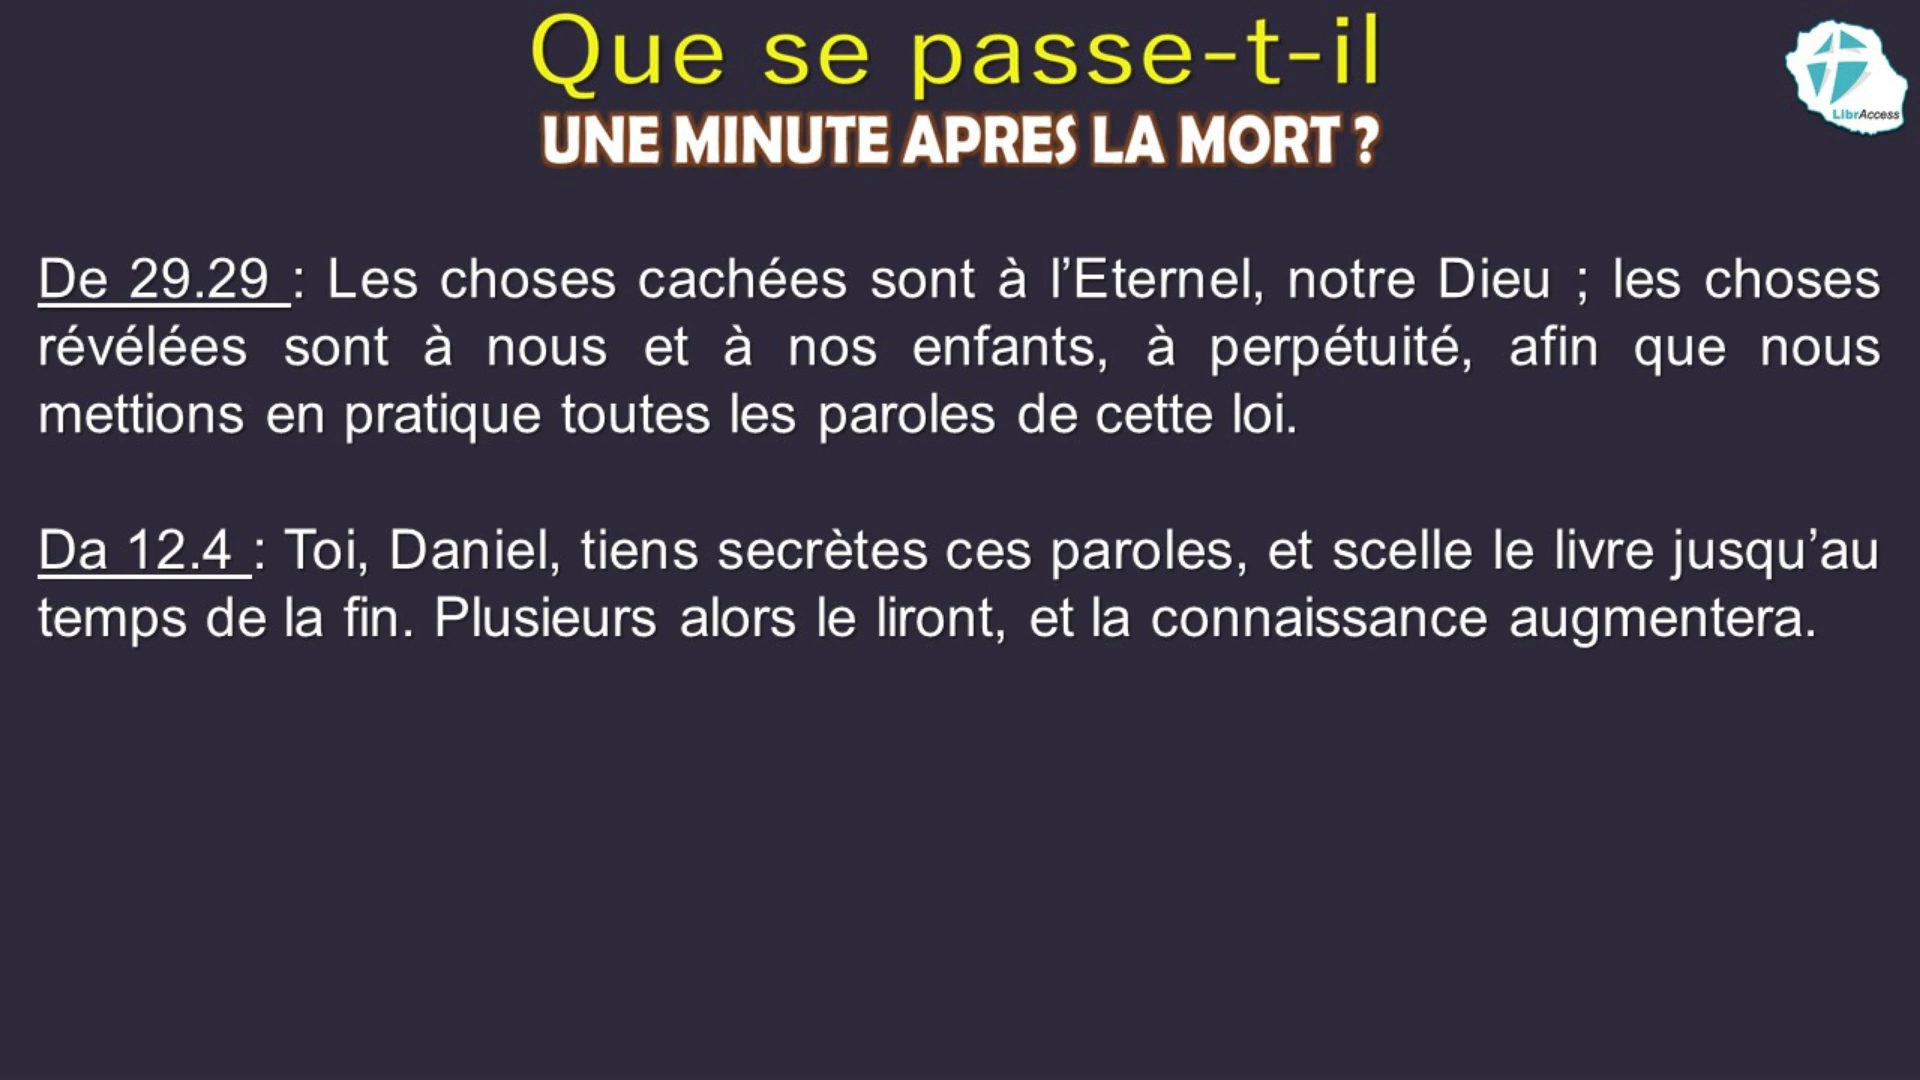 Que se passe-t-il
UNE MINUTE APRES LA MORT ?
LibrAccess
De 29.29 : Les choses cachées sont à l’Eternel, notre Dieu ; les choses
révélées sont à nous et à nos enfants, à perpétuité, afin que nous
mettions en pratique toutes les paroles de cette loi.
Da 12.4 : Toi, Daniel, tiens secrètes ces paroles, et scelle le livre jusqu’au
temps de la fin. Plusieurs alors le liront, et la connaissance augmentera.